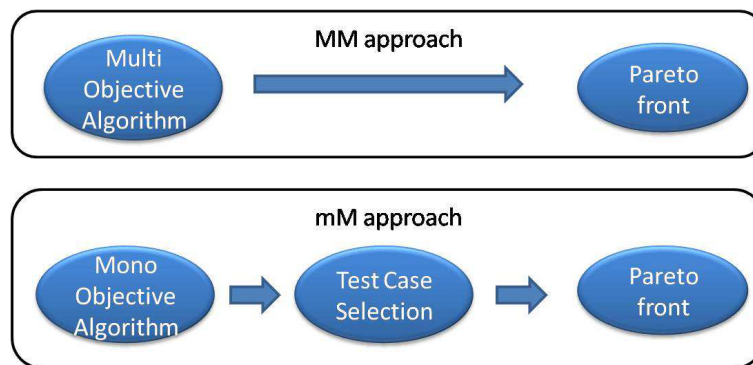 MM approach
Multi
Objective
Algorithm
Pareto
front
mM approach
Mono
Objective
Algorithm
Test Case
Selection
Pareto
front